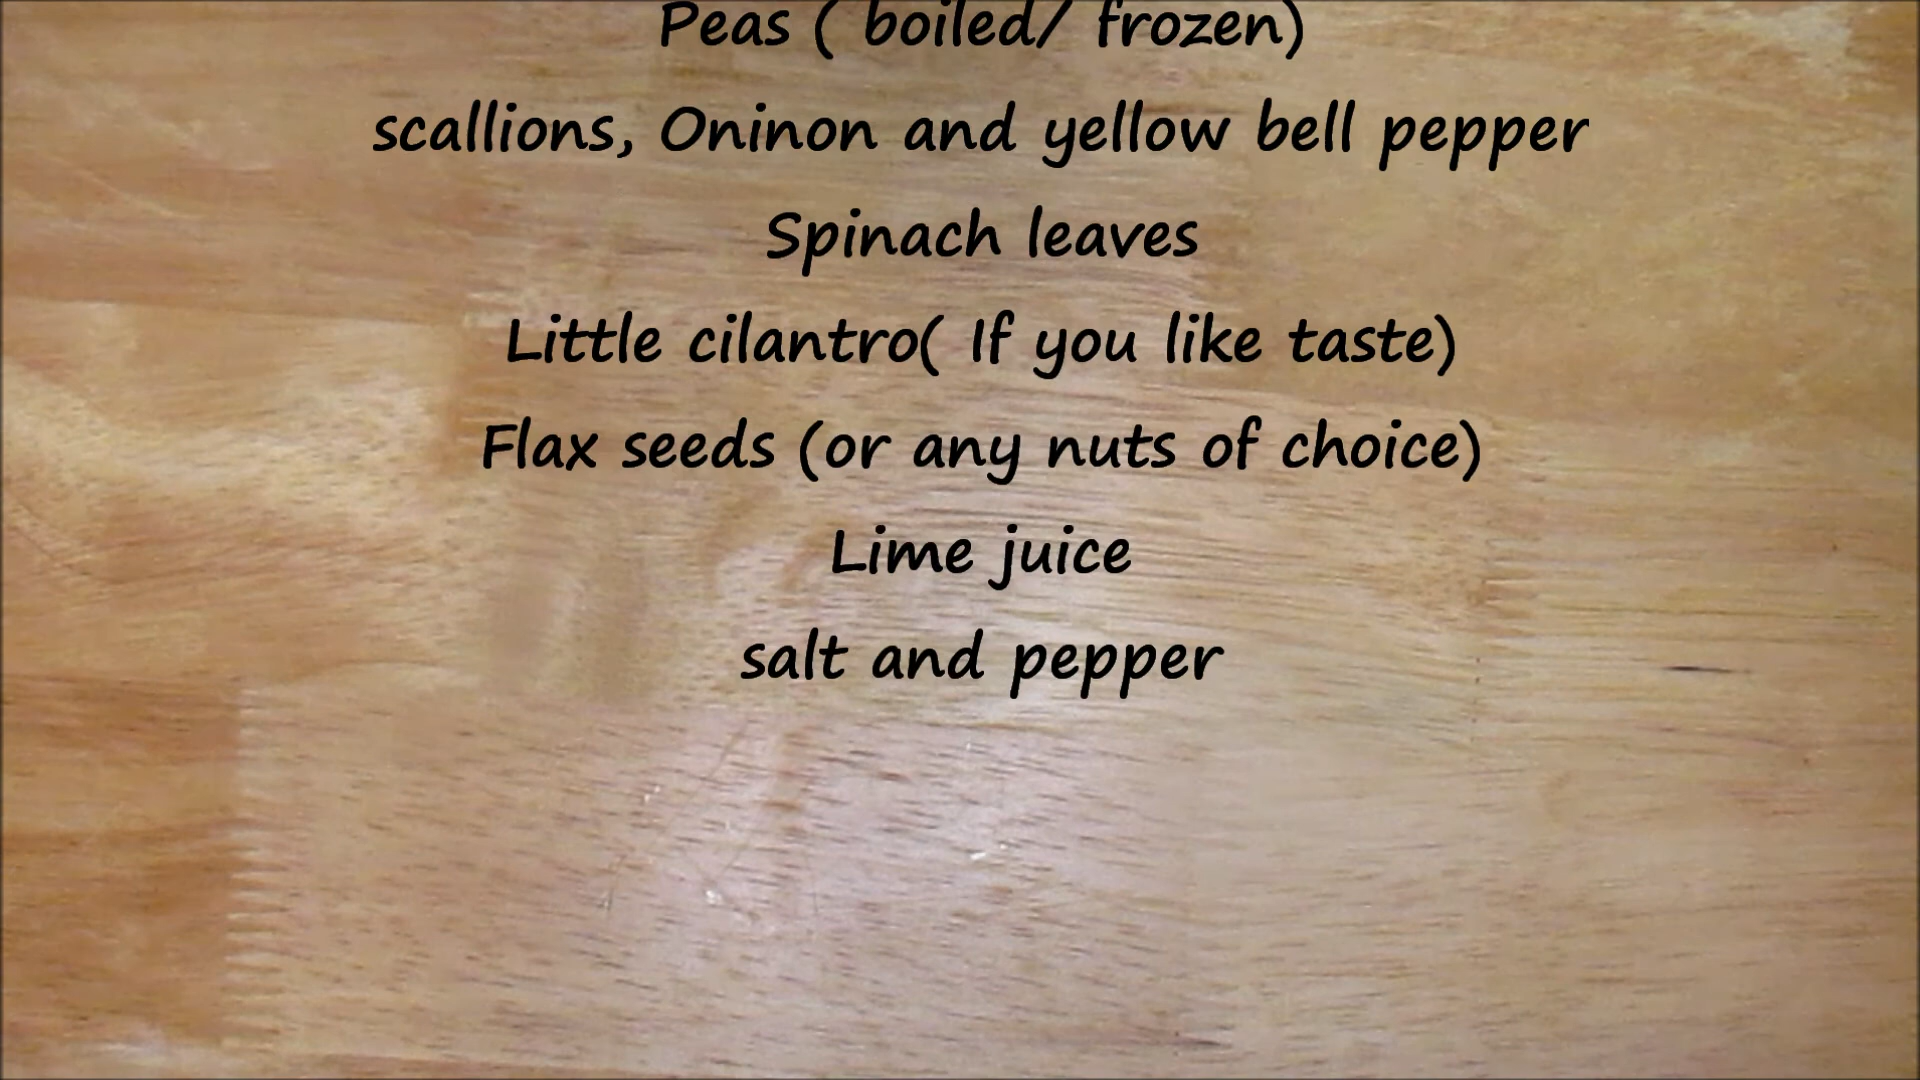 Peas ( boiled/ frozen)
scallions, Oninon and yellow bell pepper
Spinach leaves
Little cilantro( If you like taste)
Flax seeds (or any nuts of choice)
Lime juice
salt and pepper